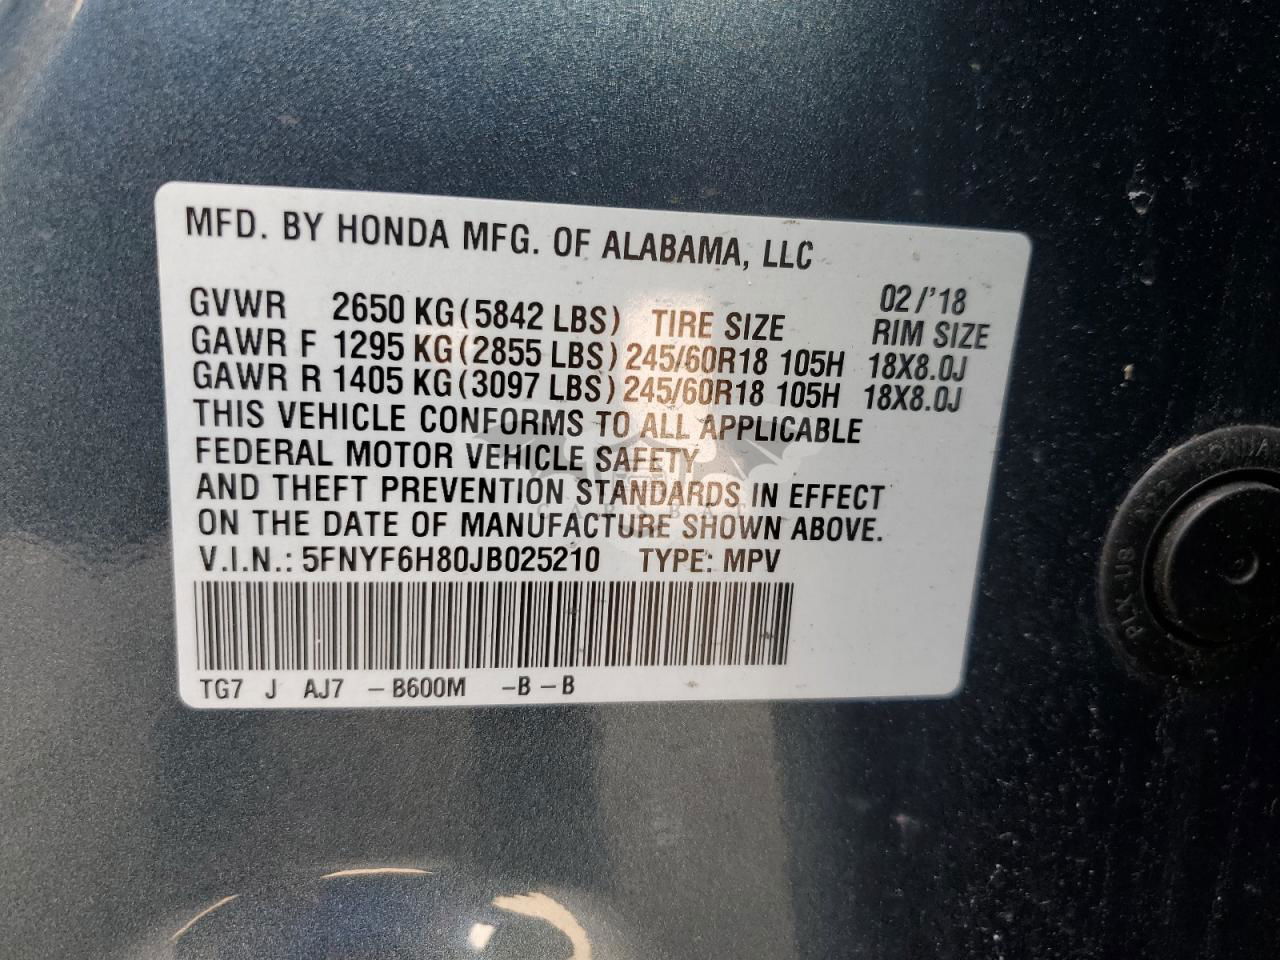 MFD. BY HONDA MFG. OF ALABAMA, LLC
02/'18
GVWR 2650 KG (5842 LBS) TIRE SIZE RIM SIZE
GAWR F 1295 KG (2855 LBS) 245/60R18 105H 18X8.0J
GAWR R 1405 KG (3097 LBS) 245/60R18 105H 18X8.0J
THIS VEHICLE CONFORMS TO ALL APPLICABLE
FEDERAL MOTOR VEHICLE SAFETY
AND THEFT PREVENTION STANDARDS IN EFFECT
ON THE DATE OF MANUFACTURE SHOWN ABOVE.
V.I.N.: 5FNYF6H80JB025210 TYPE: MPV
TG7 J AJ7 -B600M -B -B
CARSBAT
HONDA